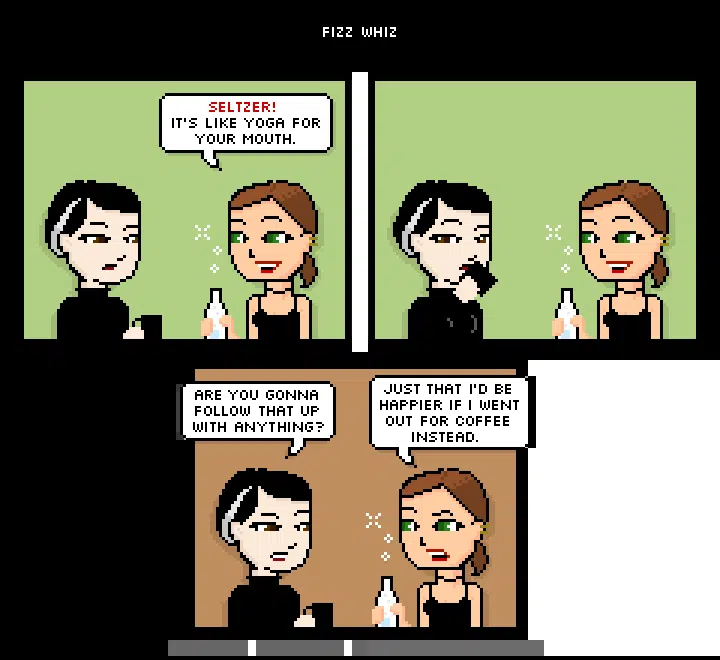 FIZZ WHIZ
SELTZER!
IT'S LIKE YOGA FOR
YOUR MOUTH.
ARE YOU GONNA
FOLLOW THAT UP
WITH ANYTHING?
JUST THAT I'D BE
HAPPIER IF I WENT
OUT FOR COFFEE
INSTEAD.